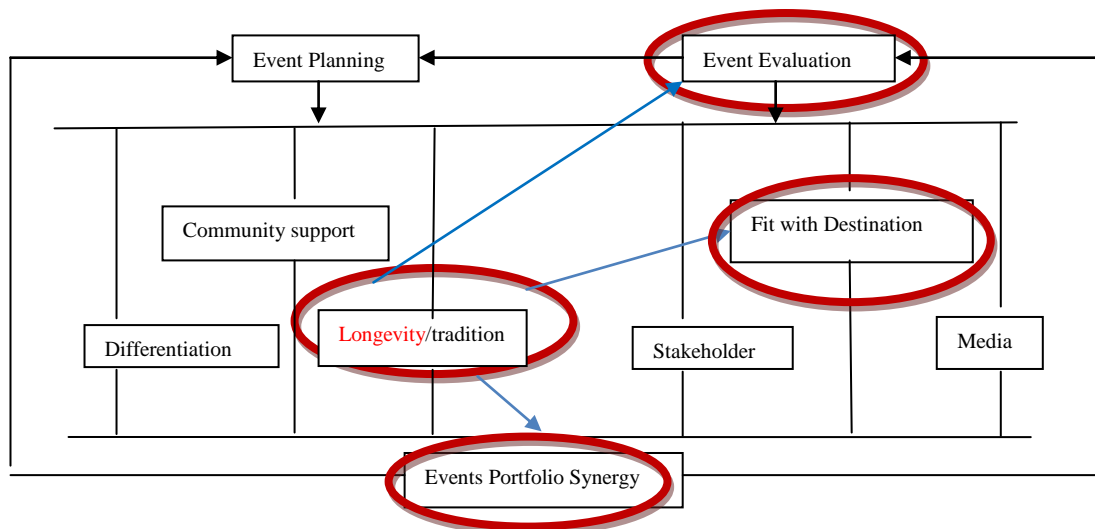 Event Planning
Event Evaluation
Community support
Fit with Destination
Differentiation
Longevity/tradition
Stakeholder
Media
Events Portfolio Synergy